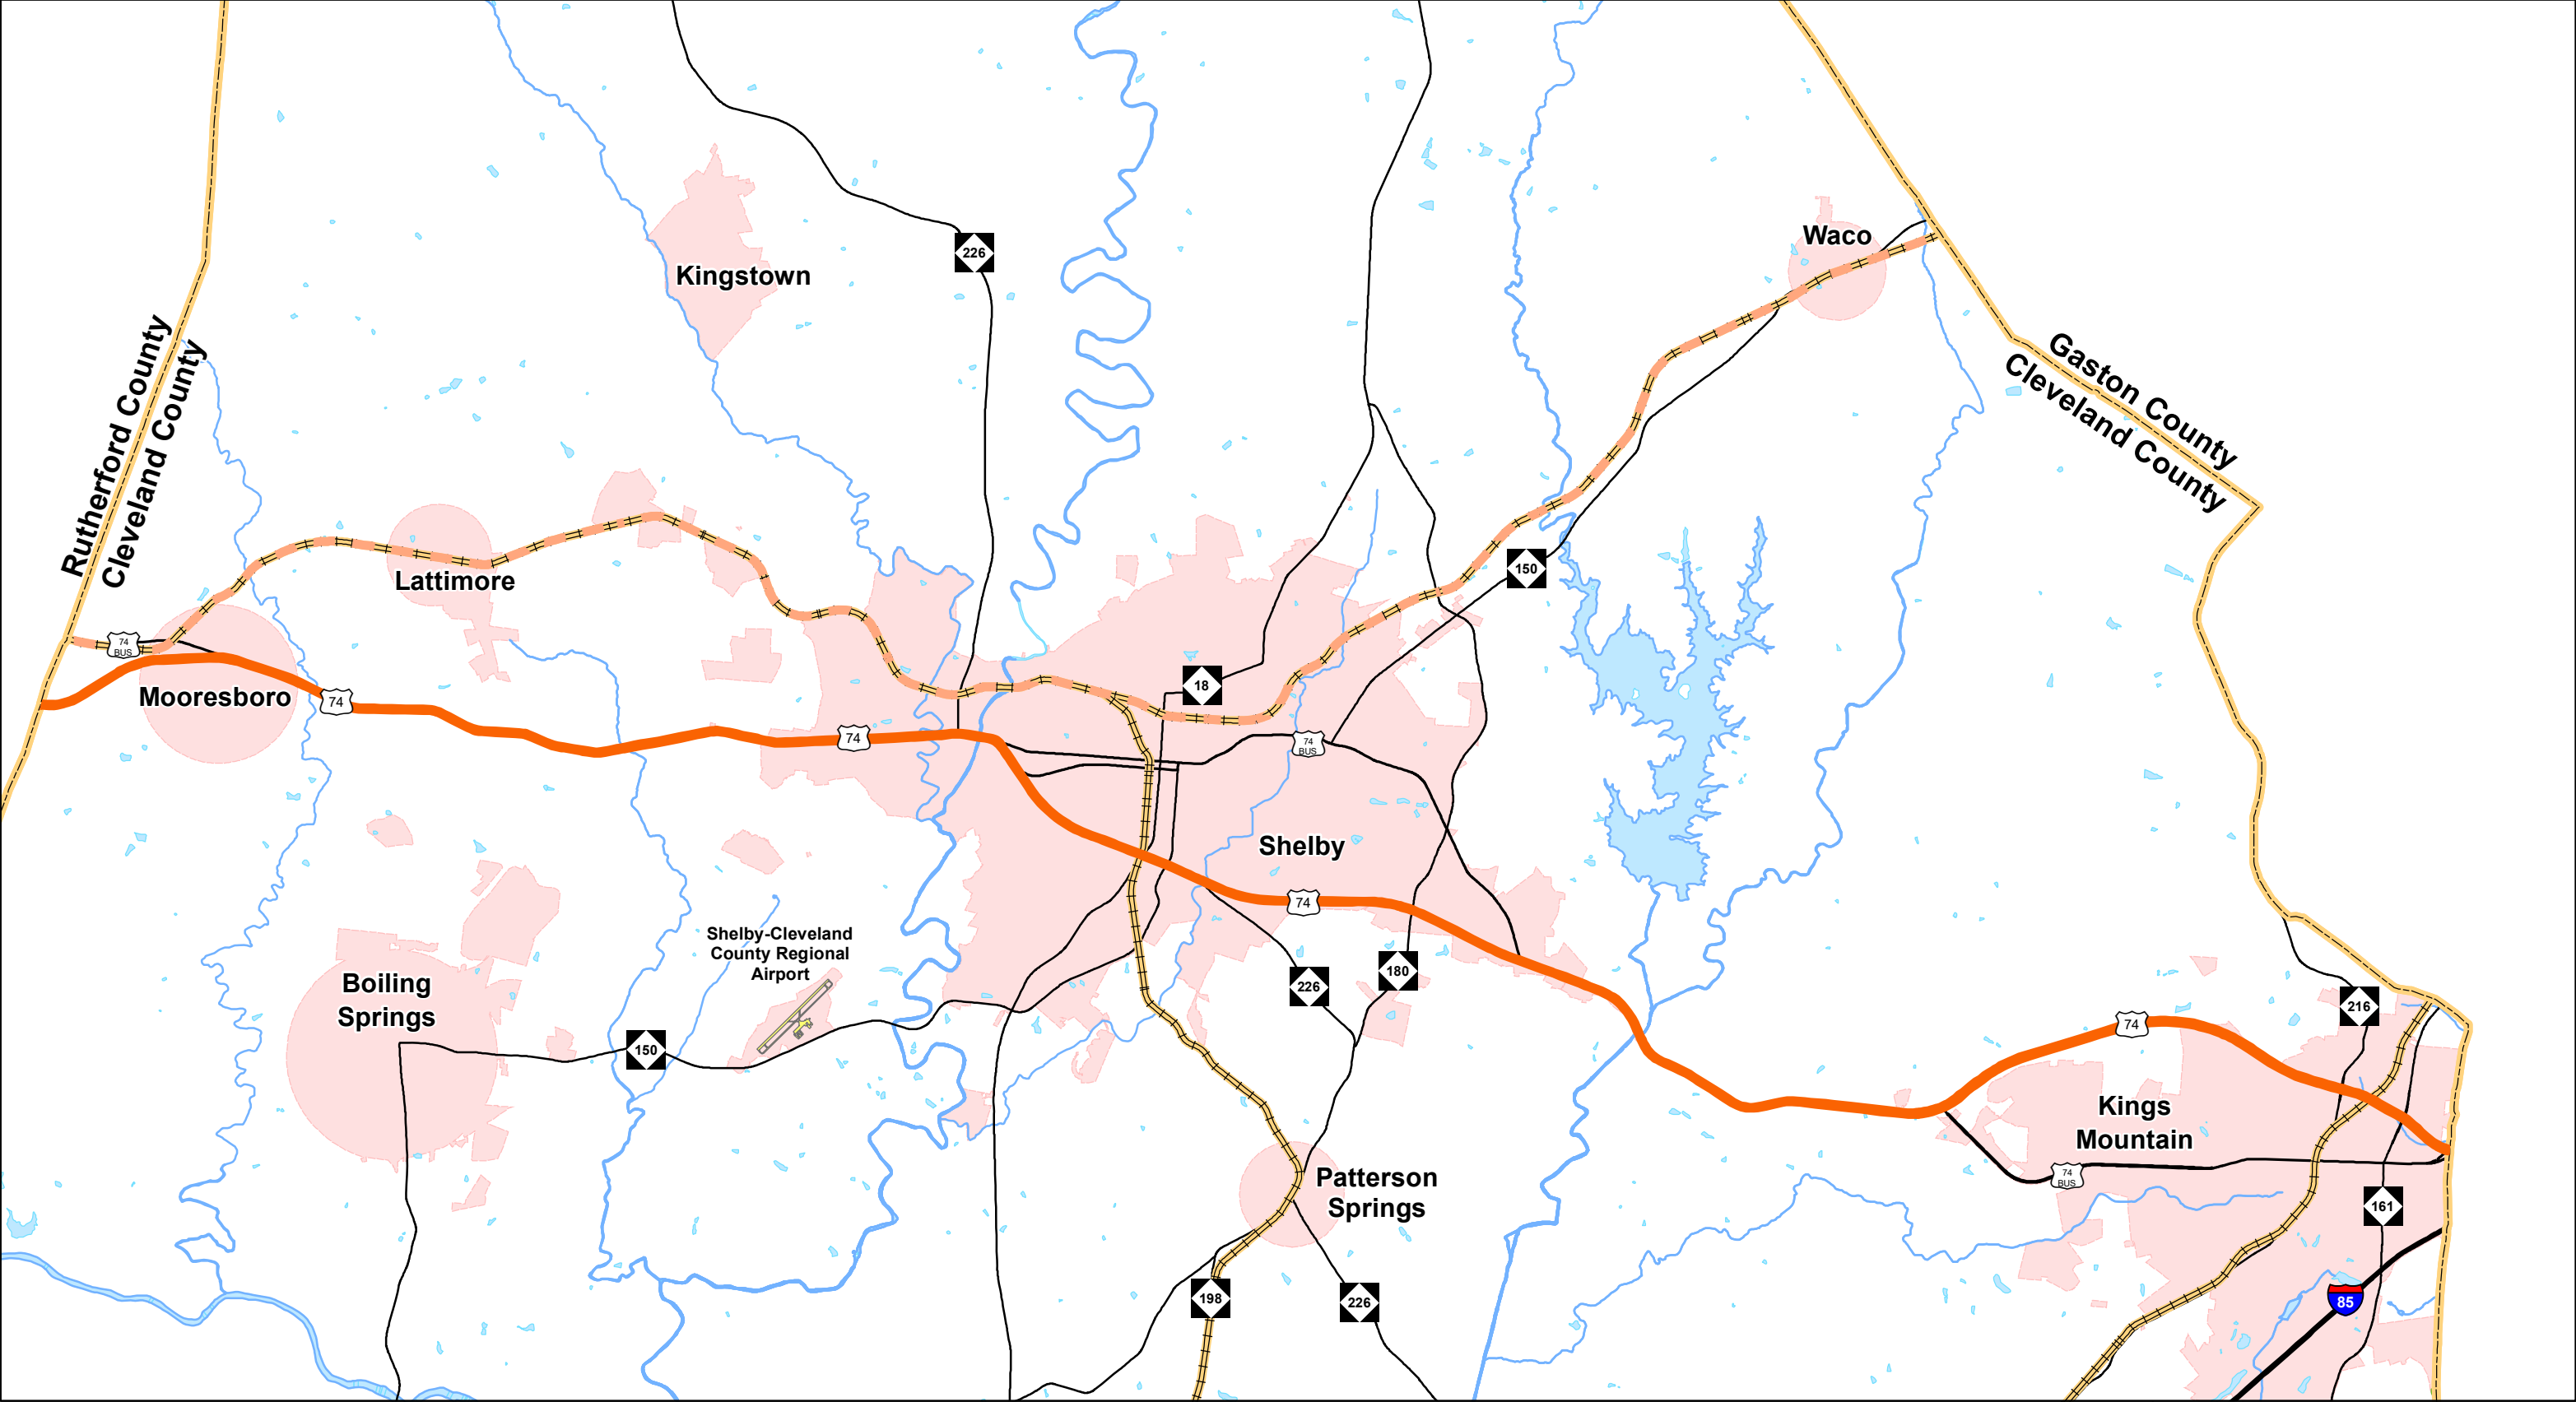 226
Waco
Kingstown
Gaston County
Cleveland County
Rutherford County
Cleveland County
150
Lattimore
74
BUS
18
Mooresboro
74
74
74
BUS
Shelby
74
Shelby-Cleveland
County Regional
Airport
Boiling
Springs
226
180
216
74
150
Kings
Mountain
74
BUS
Patterson
Springs
161
198
226
85